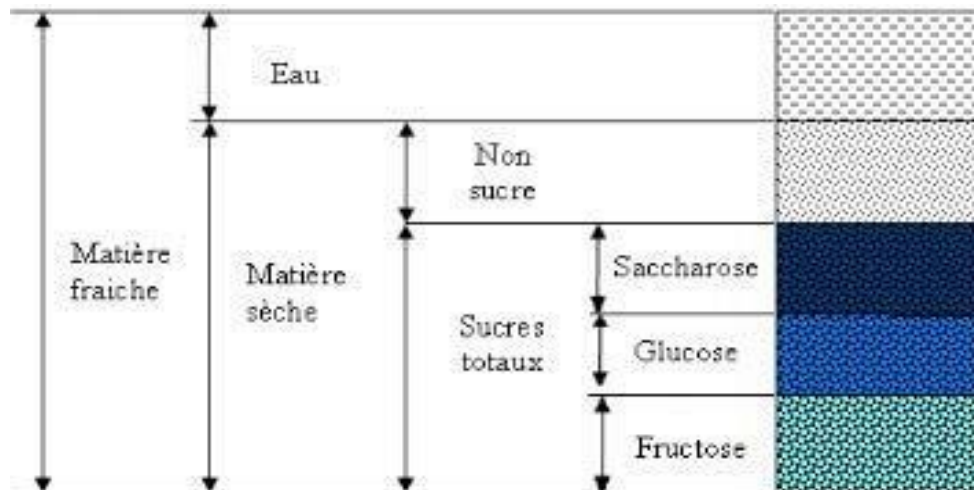 Eau
Non
sucre
Matière
fraiche
Matière
sèche
Saccharose
Sucres
totaux
Glucose
Fructose